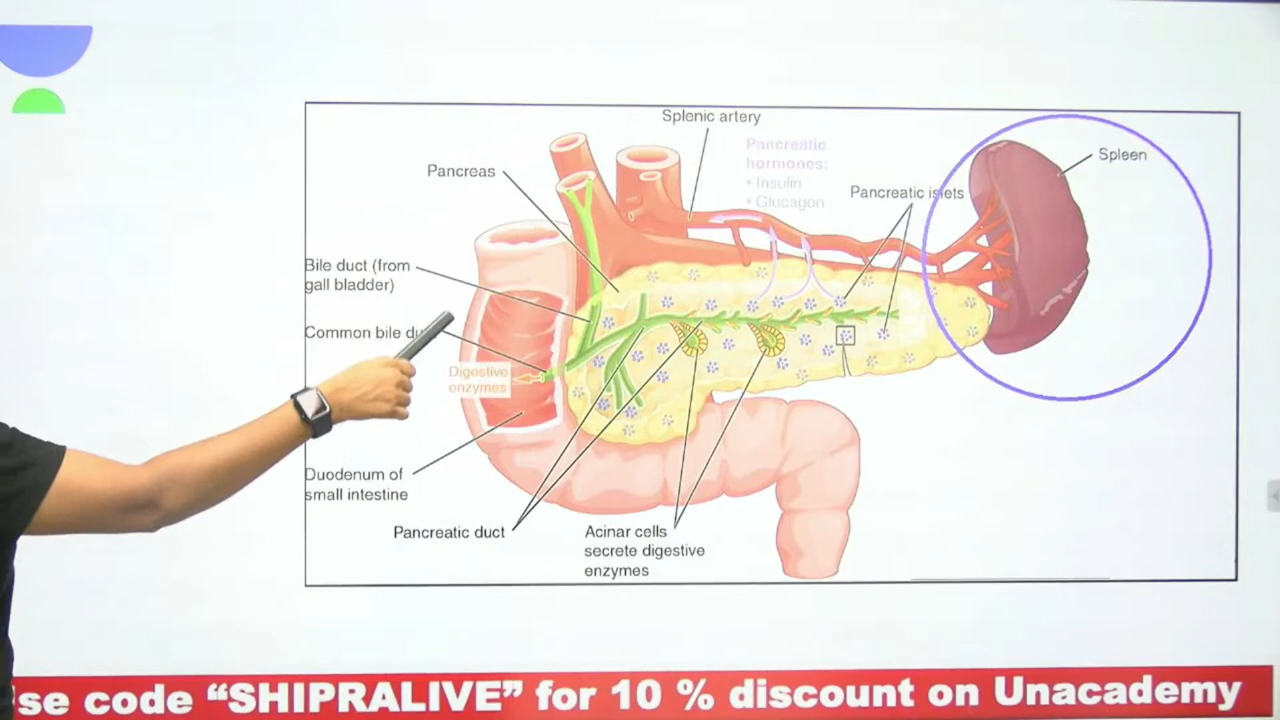 Splenic artery
Pancreatic
hormones:
• Insulin
• Glucagon
Spleen
Pancreas
Pancreatic islets
Bile duct (from
gall bladder)
Common bile du
Digestive
enzymes
Duodenum of
small intestine
Pancreatic duct
Acinar cells
secrete digestive
enzymes
se code “SHIPRALIVE” for 10 % discount on Unacademy